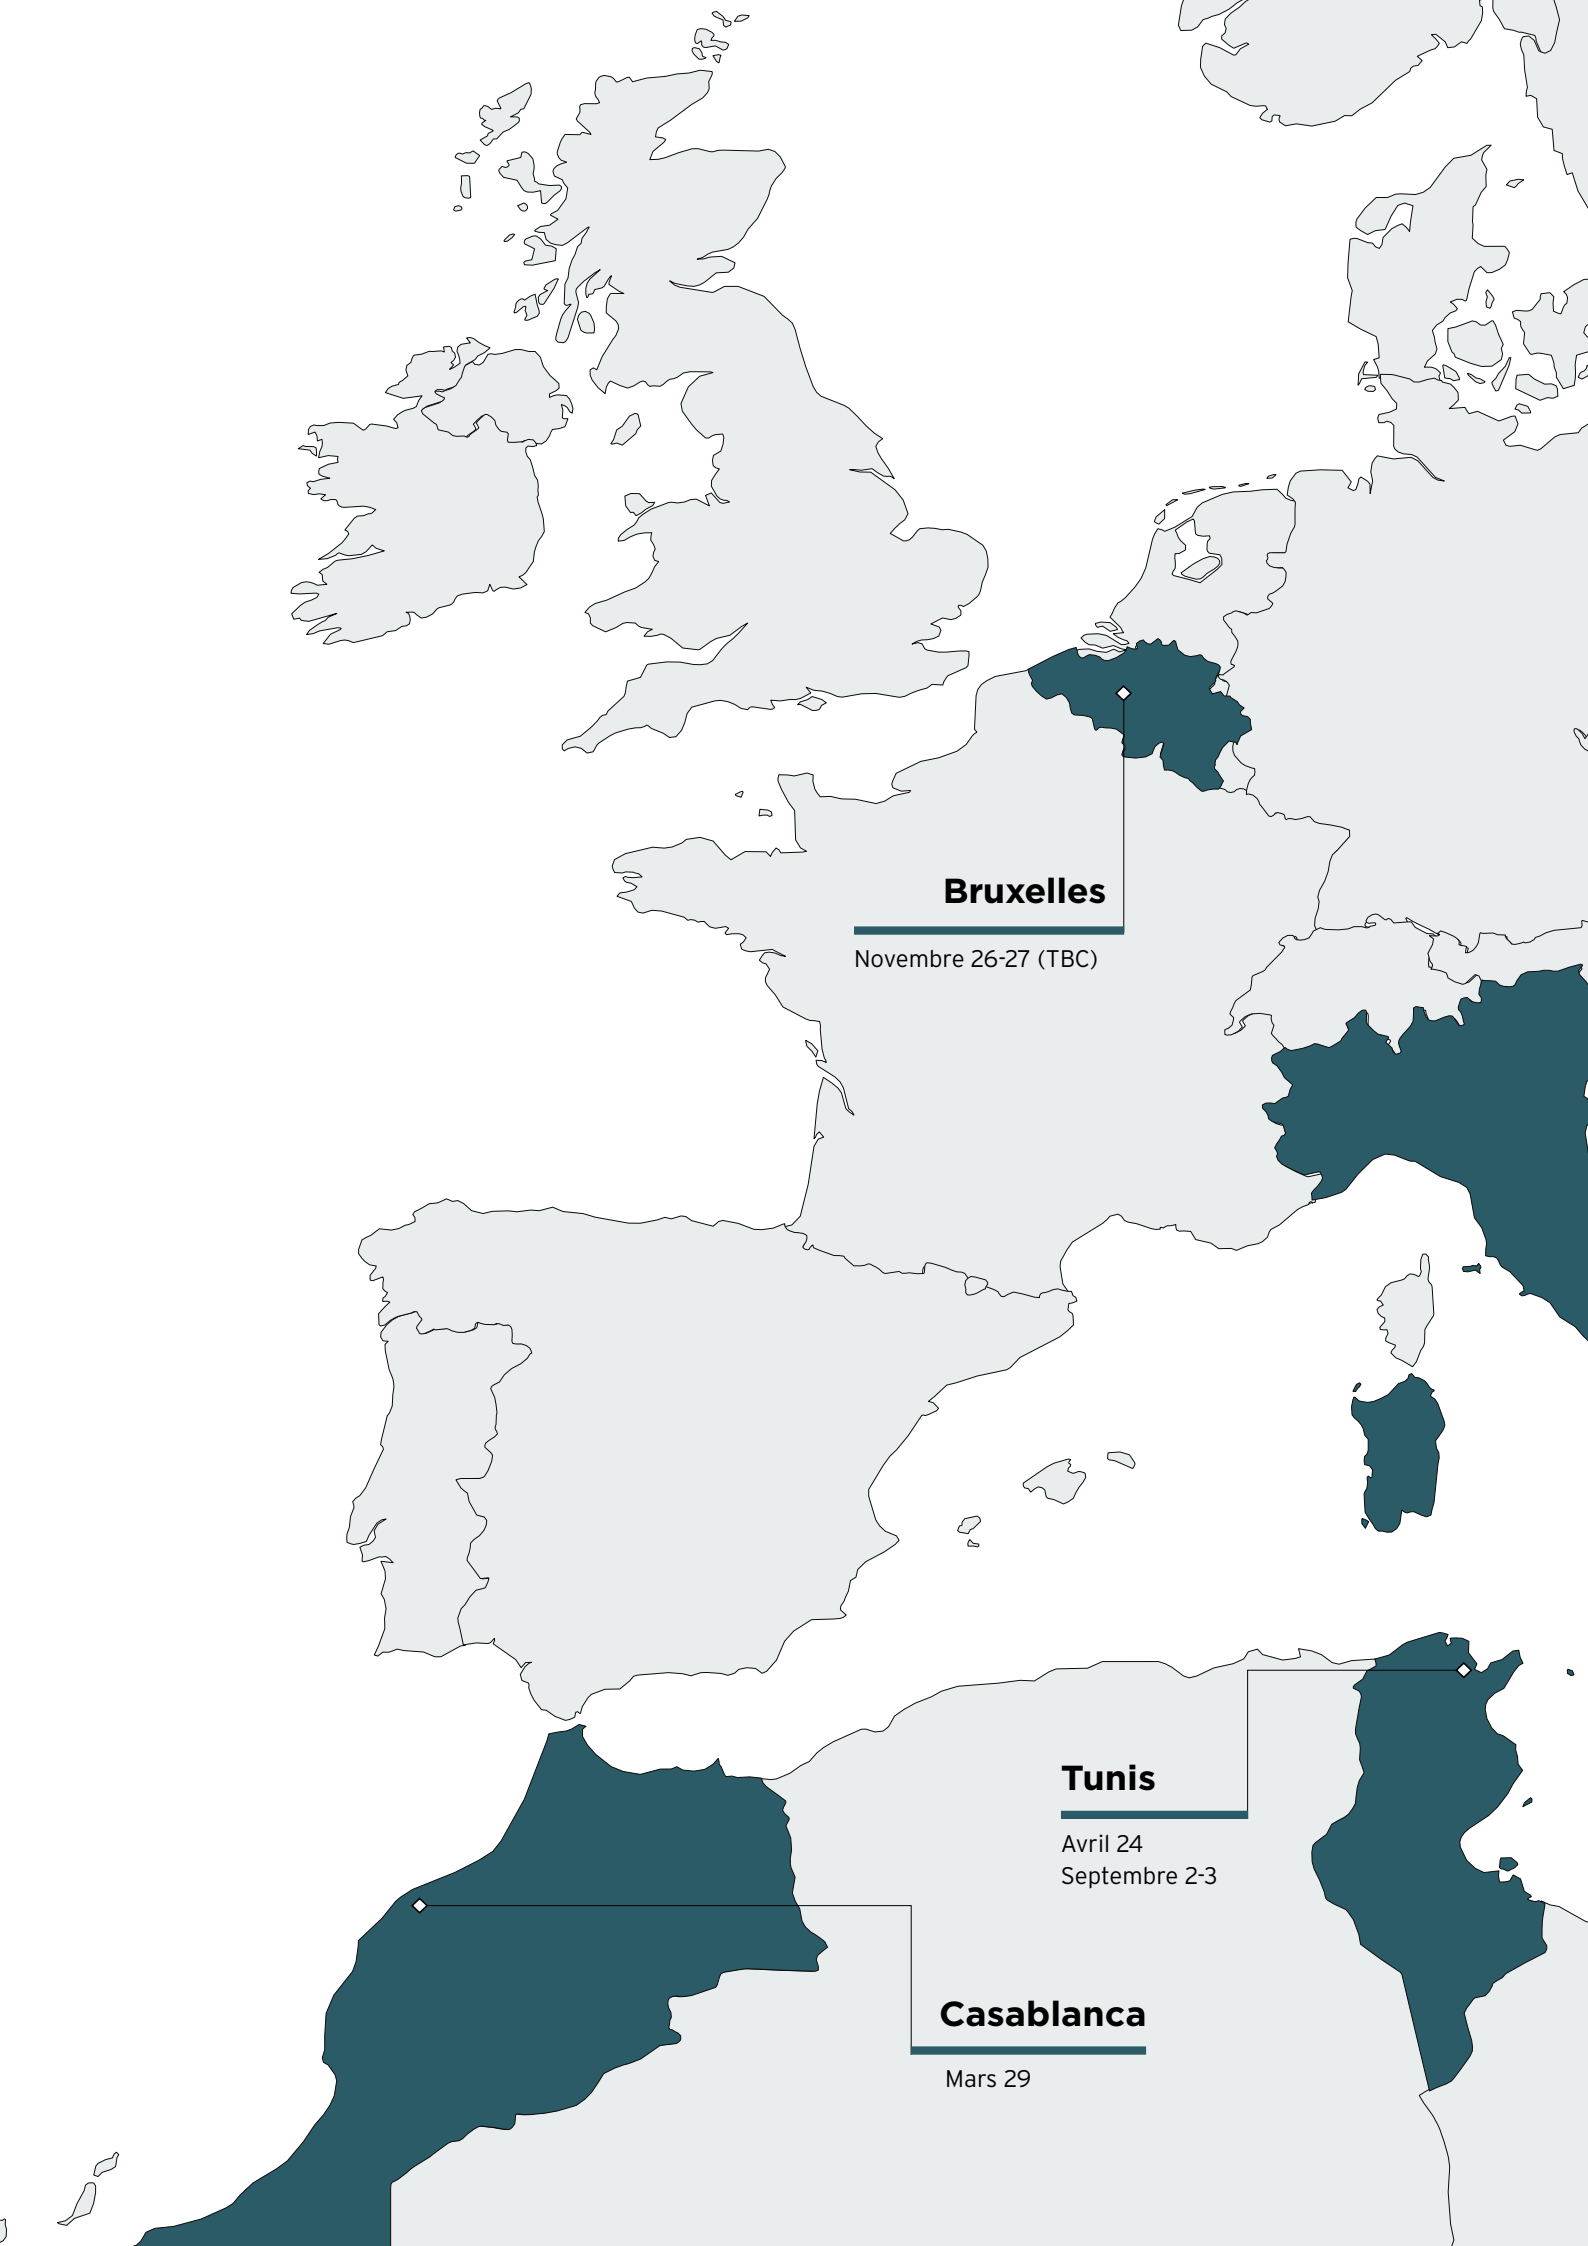 Bruxelles
Novembre 26-27 (TBC)
Tunis
Avril 24
Septembre 2-3
Casablanca
Mars 29